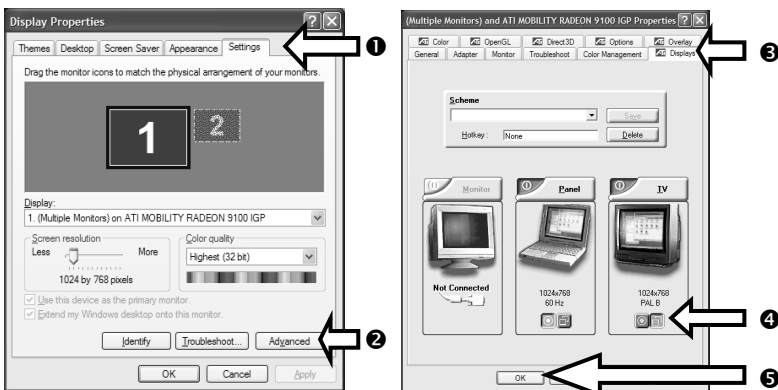 Display Properties
Themes Desktop Screen Saver Appearance Settings
❶
Drag the monitor icons to match the physical arrangement of your monitors.
1 2
Display:
1. (Multiple Monitors) on ATI MOBILITY RADEON 9100 IGP
Screen resolution
Less More
1024 by 768 pixels
Color quality
Highest (32 bit)
Use this device as the primary monitor.
Extend my Windows desktop onto this monitor.
Identify Troubleshoot... Advanced
❷
OK Cancel Apply
(Multiple Monitors) and ATI MOBILITY RADEON 9100 IGP Properties
Color OpenGL Direct3D Options Overlay
General Adapter Monitor Troubleshoot Color Management Displays
❸
Scheme
Save
Hotkey: None Delete
Monitor Panel TV
Not Connected
1024x768 1024x768
60 Hz PAL B
❹
OK
❺